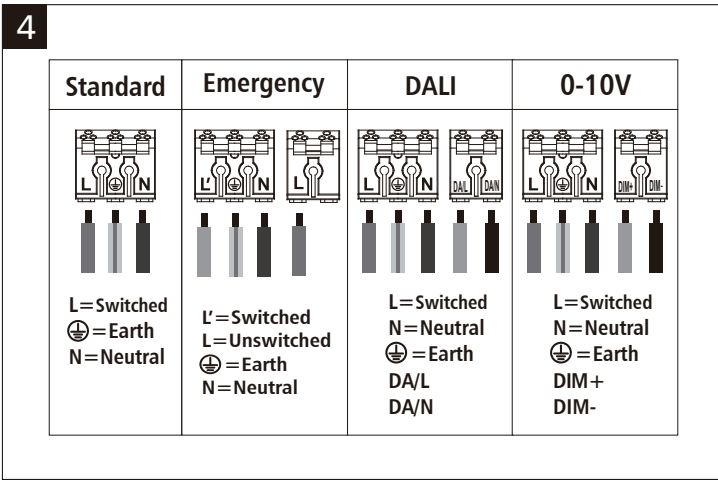 4
Standard
Emergency
DALI
0-10V
L N
L' N L
L N DA/L DA/N
L N DIM+ DIM-
L=Switched
⏚=Earth
N=Neutral
L'=Switched
L=Unswitched
⏚=Earth
N=Neutral
L=Switched
N=Neutral
⏚=Earth
DA/L
DA/N
L=Switched
N=Neutral
⏚=Earth
DIM+
DIM-